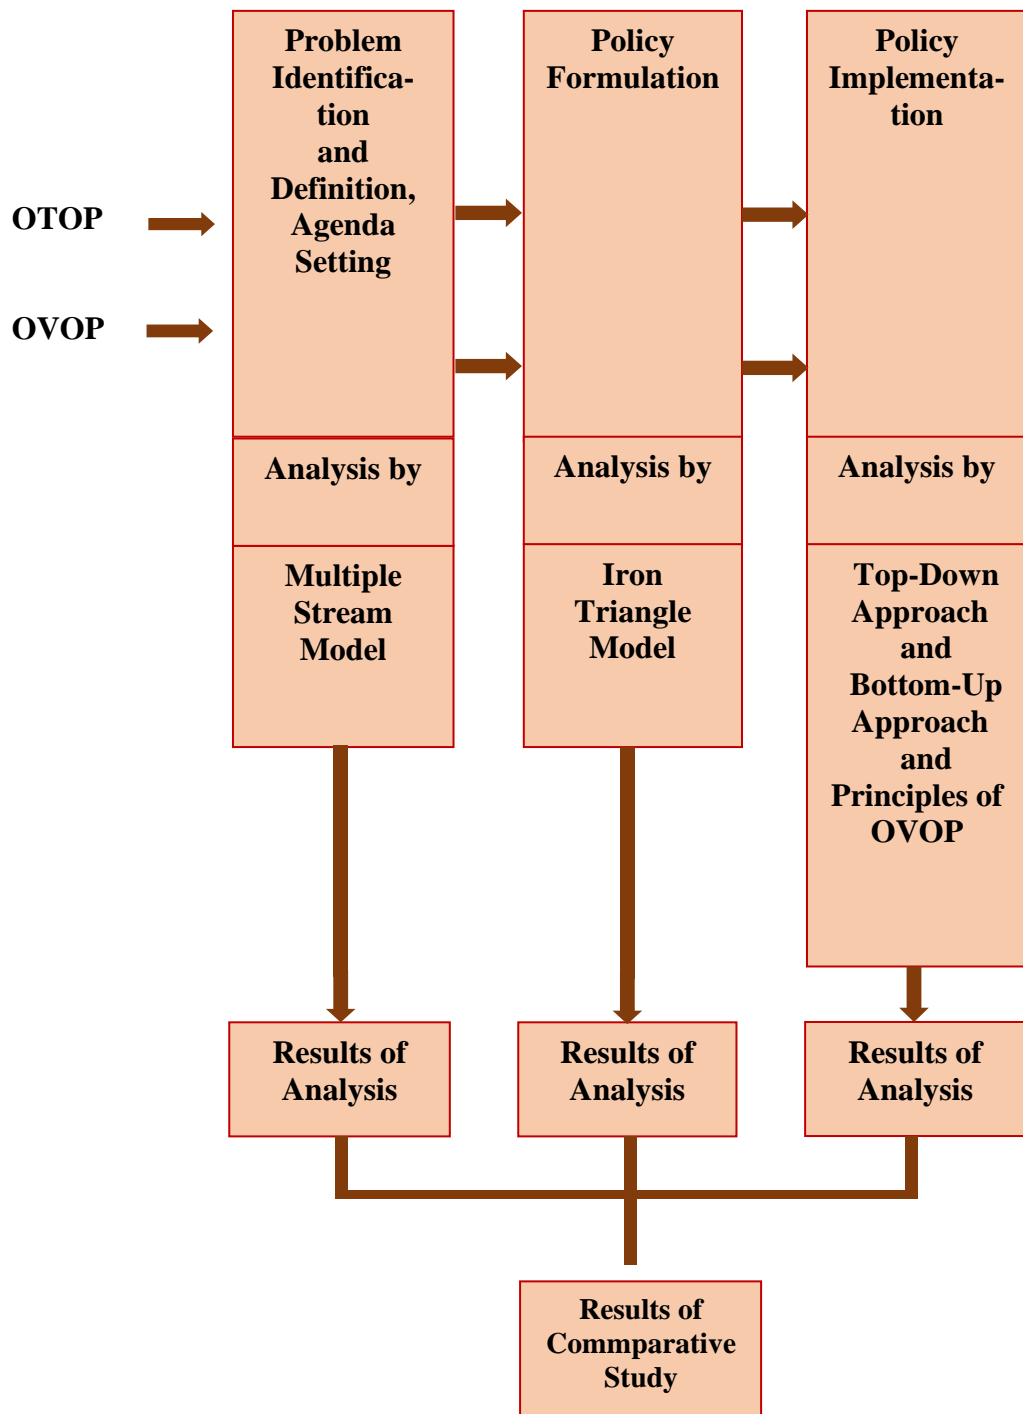 Problem
Identifica-
tion
and
Definition,
Agenda
Setting
Policy
Formulation
Policy
Implementa-
tion
OTOP
OVOP
Analysis by
Analysis by
Analysis by
Multiple
Stream
Model
Iron
Triangle
Model
Top-Down
Approach
and
Bottom-Up
Approach
and
Principles of
OVOP
Results of
Analysis
Results of
Analysis
Results of
Analysis
Results of
Commparative
Study